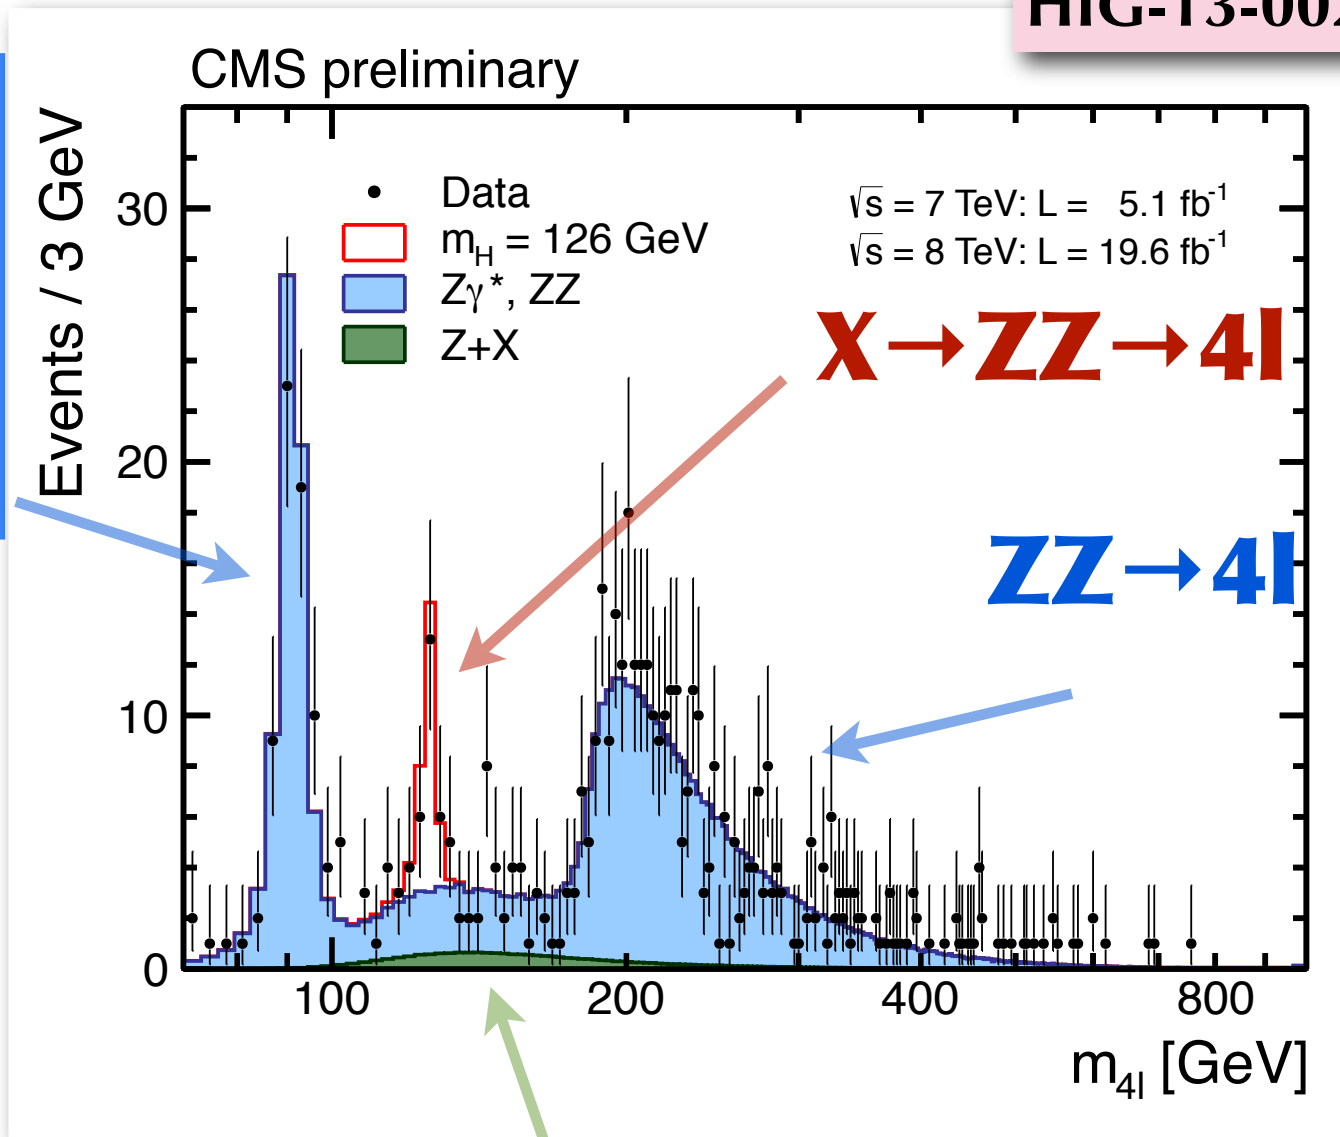 HIG-13-002
CMS preliminary
Events / 3 GeV
30
20
10
0
Data
m_H = 126 GeV
Zγ*, ZZ
Z+X
√s = 7 TeV: L = 5.1 fb⁻¹
√s = 8 TeV: L = 19.6 fb⁻¹
X→ZZ→4l
ZZ→4l
100 200 400 800
m_4l [GeV]